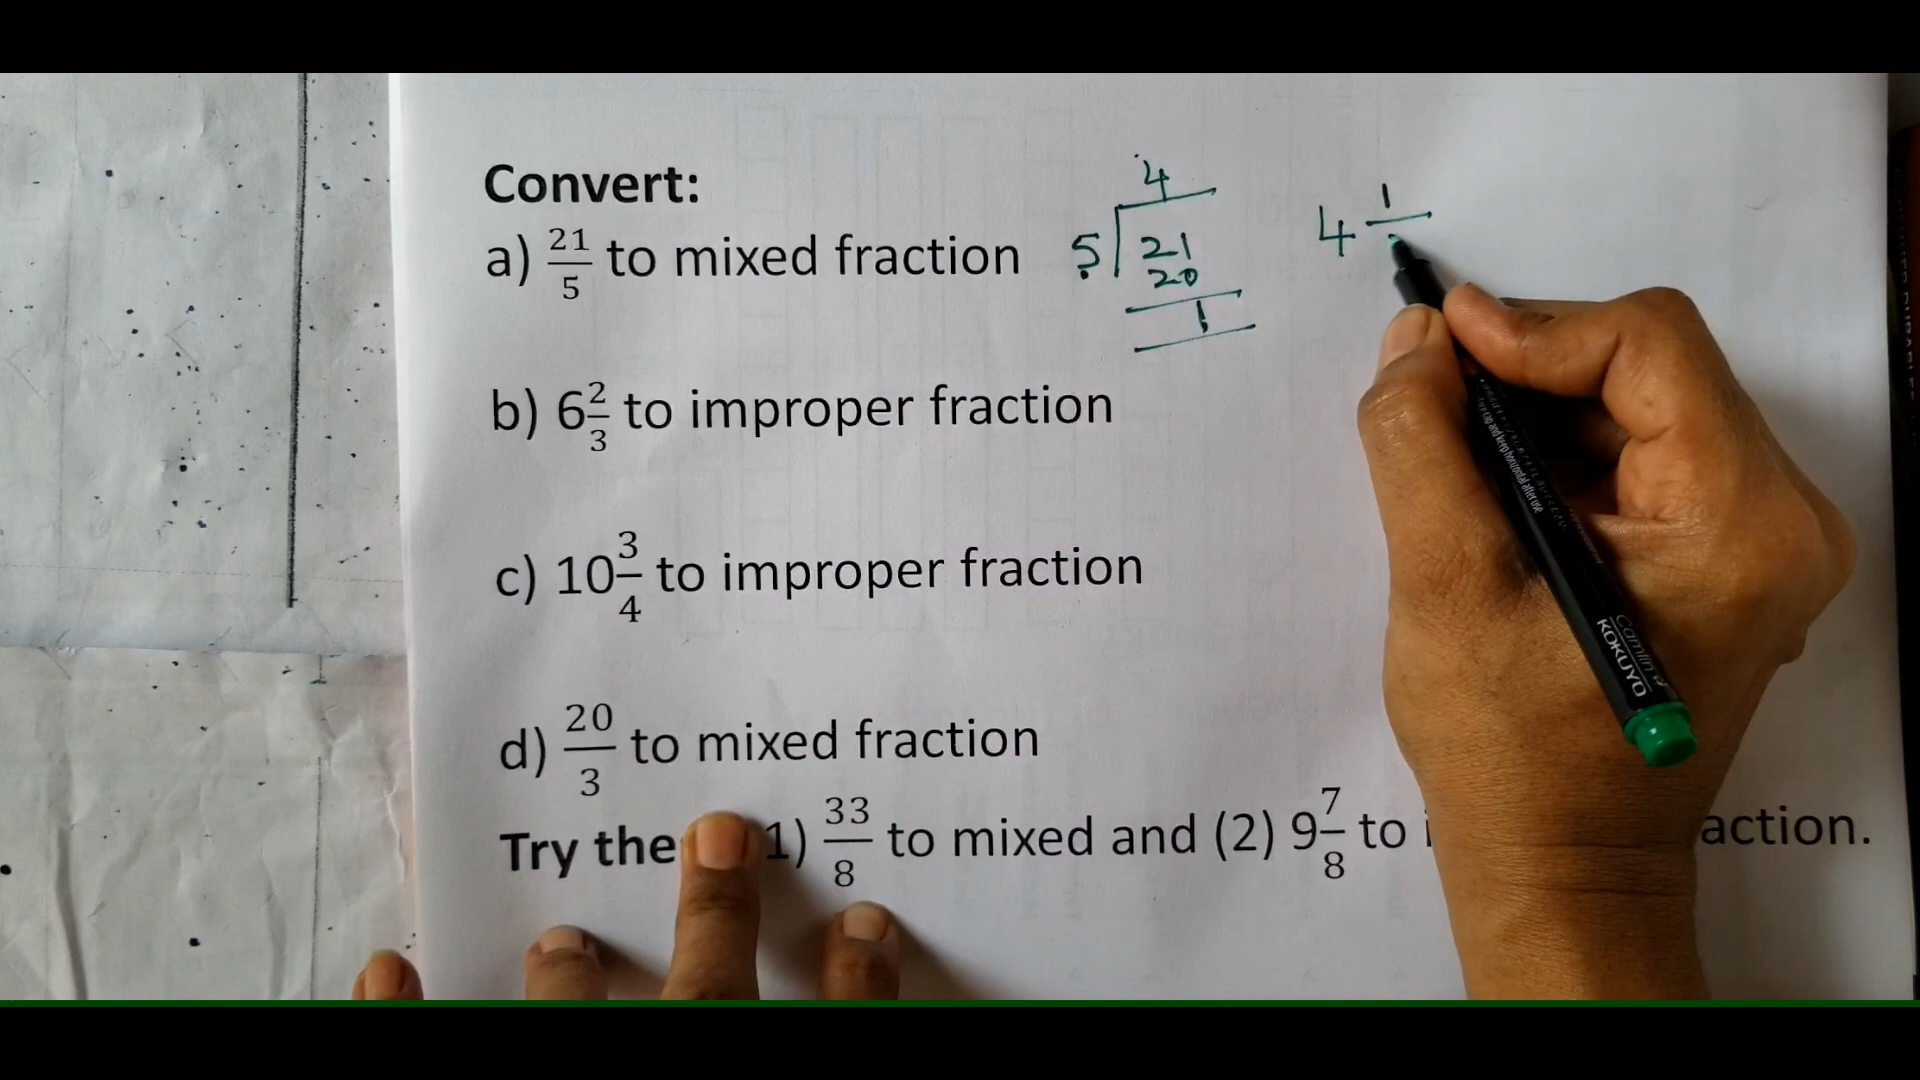 Convert:
a) 21/5 to mixed fraction
4
5 21
20
1
4 1
b) 6 2/3 to improper fraction
c) 10 3/4 to improper fraction
d) 20/3 to mixed fraction
Try the 1) 33/8 to mixed and (2) 9 7/8 to action.
Camlin
KOKUYO